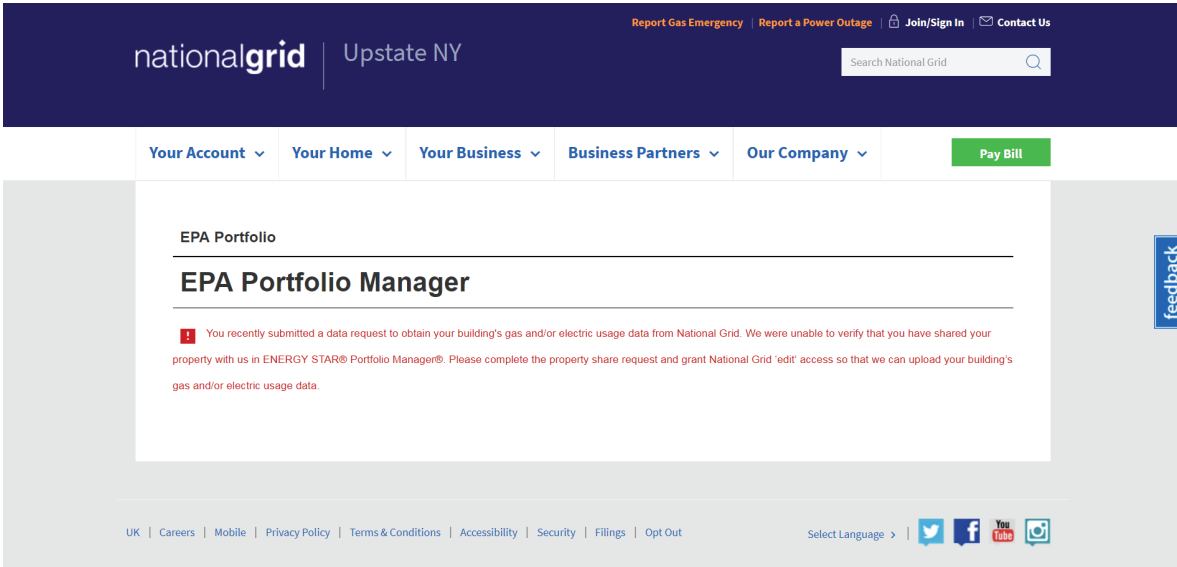 Report Gas Emergency | Report a Power Outage | Join/Sign In | Contact Us
nationalgrid | Upstate NY
Search National Grid
Your Account Your Home Your Business Business Partners Our Company Pay Bill
EPA Portfolio
EPA Portfolio Manager
! You recently submitted a data request to obtain your building's gas and/or electric usage data from National Grid. We were unable to verify that you have shared your
property with us in ENERGY STAR® Portfolio Manager®. Please complete the property share request and grant National Grid 'edit' access so that we can upload your building's
gas and/or electric usage data.
feedback
UK | Careers | Mobile | Privacy Policy | Terms & Conditions | Accessibility | Security | Filings | Opt Out
Select Language > | You Tube